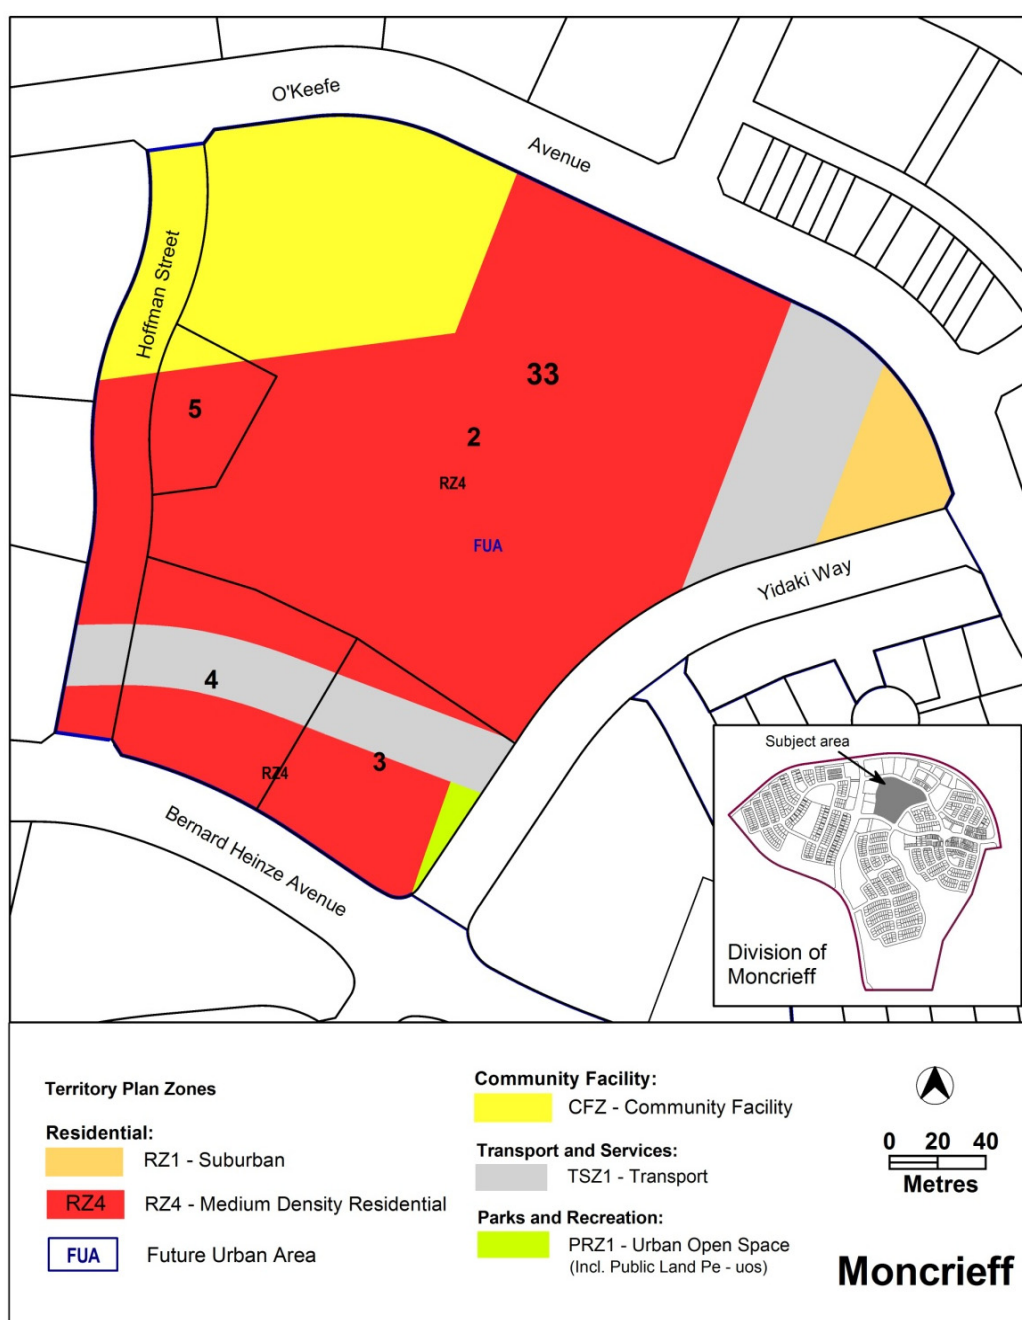 O'Keefe
Avenue
Hoffman Street
33
5
2
RZ4
FUA
Yidaki Way
4
3
RZ4
Bernard Heinze Avenue
Subject area
Division of
Moncrieff
Territory Plan Zones
Residential:
RZ1 - Suburban
RZ4 RZ4 - Medium Density Residential
FUA Future Urban Area
Community Facility:
CFZ - Community Facility
Transport and Services:
TSZ1 - Transport
Parks and Recreation:
PRZ1 - Urban Open Space
(Incl. Public Land Pe - uos)
0 20 40
Metres
Moncrieff